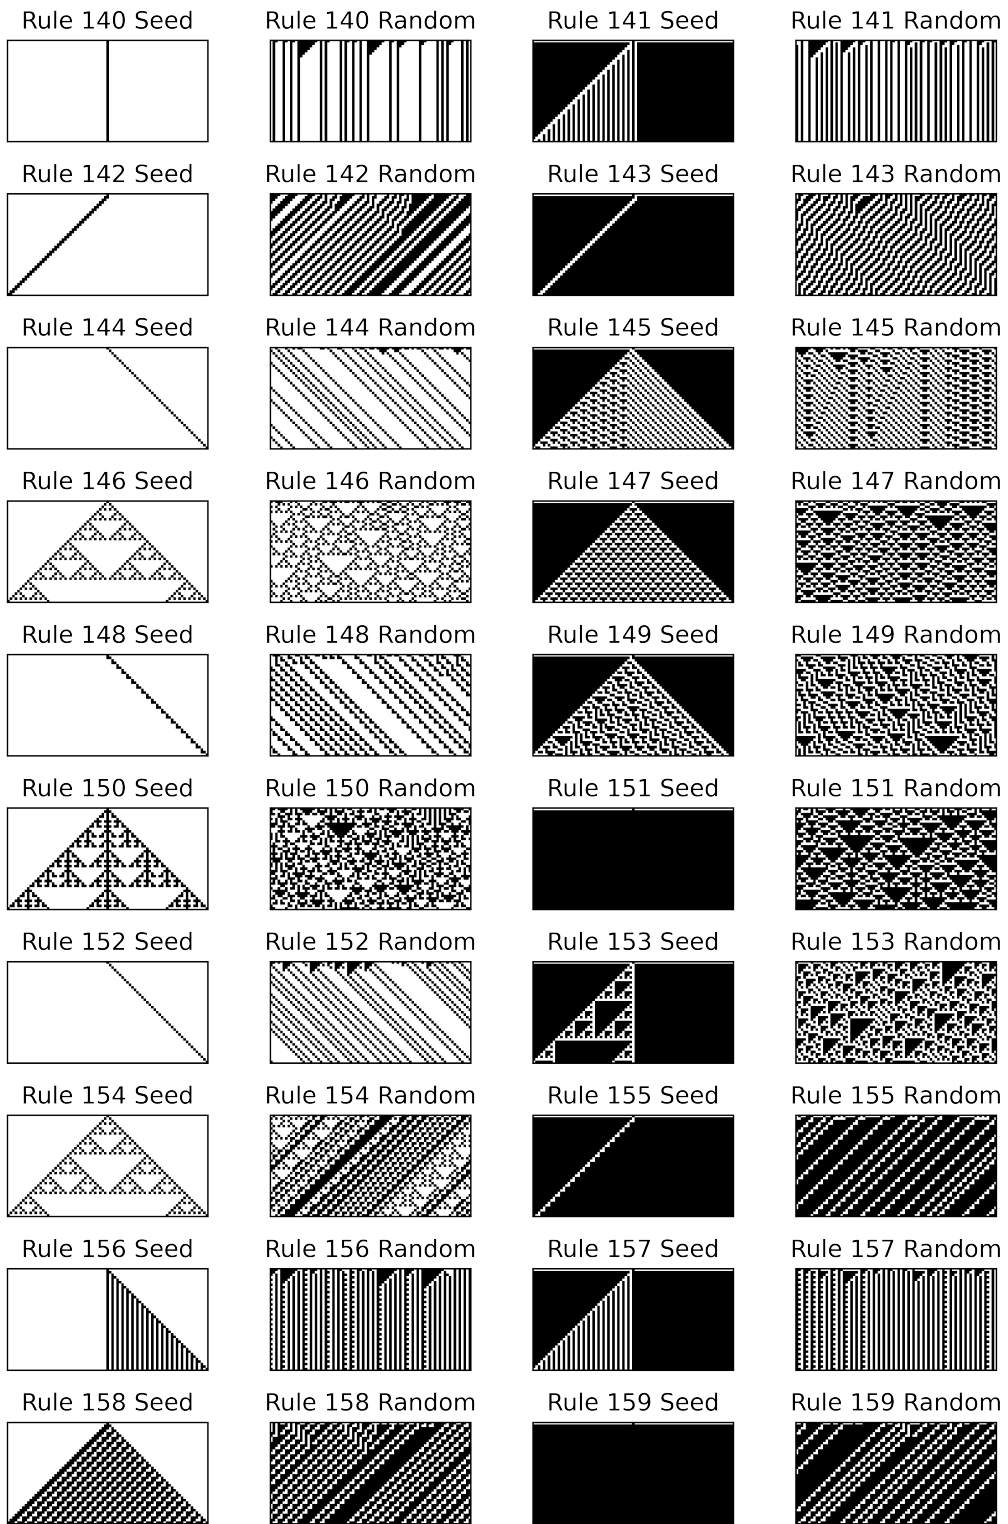 Rule 140 Seed
Rule 140 Random
Rule 141 Seed
Rule 141 Random
Rule 142 Seed
Rule 142 Random
Rule 143 Seed
Rule 143 Random
Rule 144 Seed
Rule 144 Random
Rule 145 Seed
Rule 145 Random
Rule 146 Seed
Rule 146 Random
Rule 147 Seed
Rule 147 Random
Rule 148 Seed
Rule 148 Random
Rule 149 Seed
Rule 149 Random
Rule 150 Seed
Rule 150 Random
Rule 151 Seed
Rule 151 Random
Rule 152 Seed
Rule 152 Random
Rule 153 Seed
Rule 153 Random
Rule 154 Seed
Rule 154 Random
Rule 155 Seed
Rule 155 Random
Rule 156 Seed
Rule 156 Random
Rule 157 Seed
Rule 157 Random
Rule 158 Seed
Rule 158 Random
Rule 159 Seed
Rule 159 Random